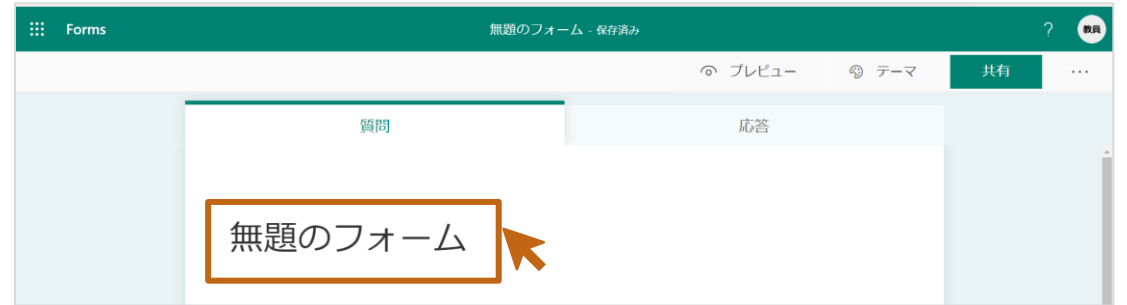 Forms 無題のフォーム - 保存済み ? 教員
プレビュー テーマ 共有 ...
質問 応答
無題のフォーム